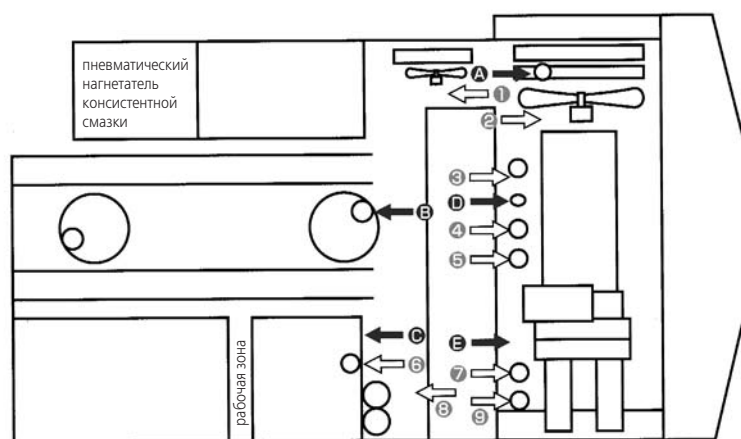 пневматический
нагнетатель
консистентной
смазки
A
1
2
3
D
B
4
5
C
E
6
7
8
9
рабочая зона